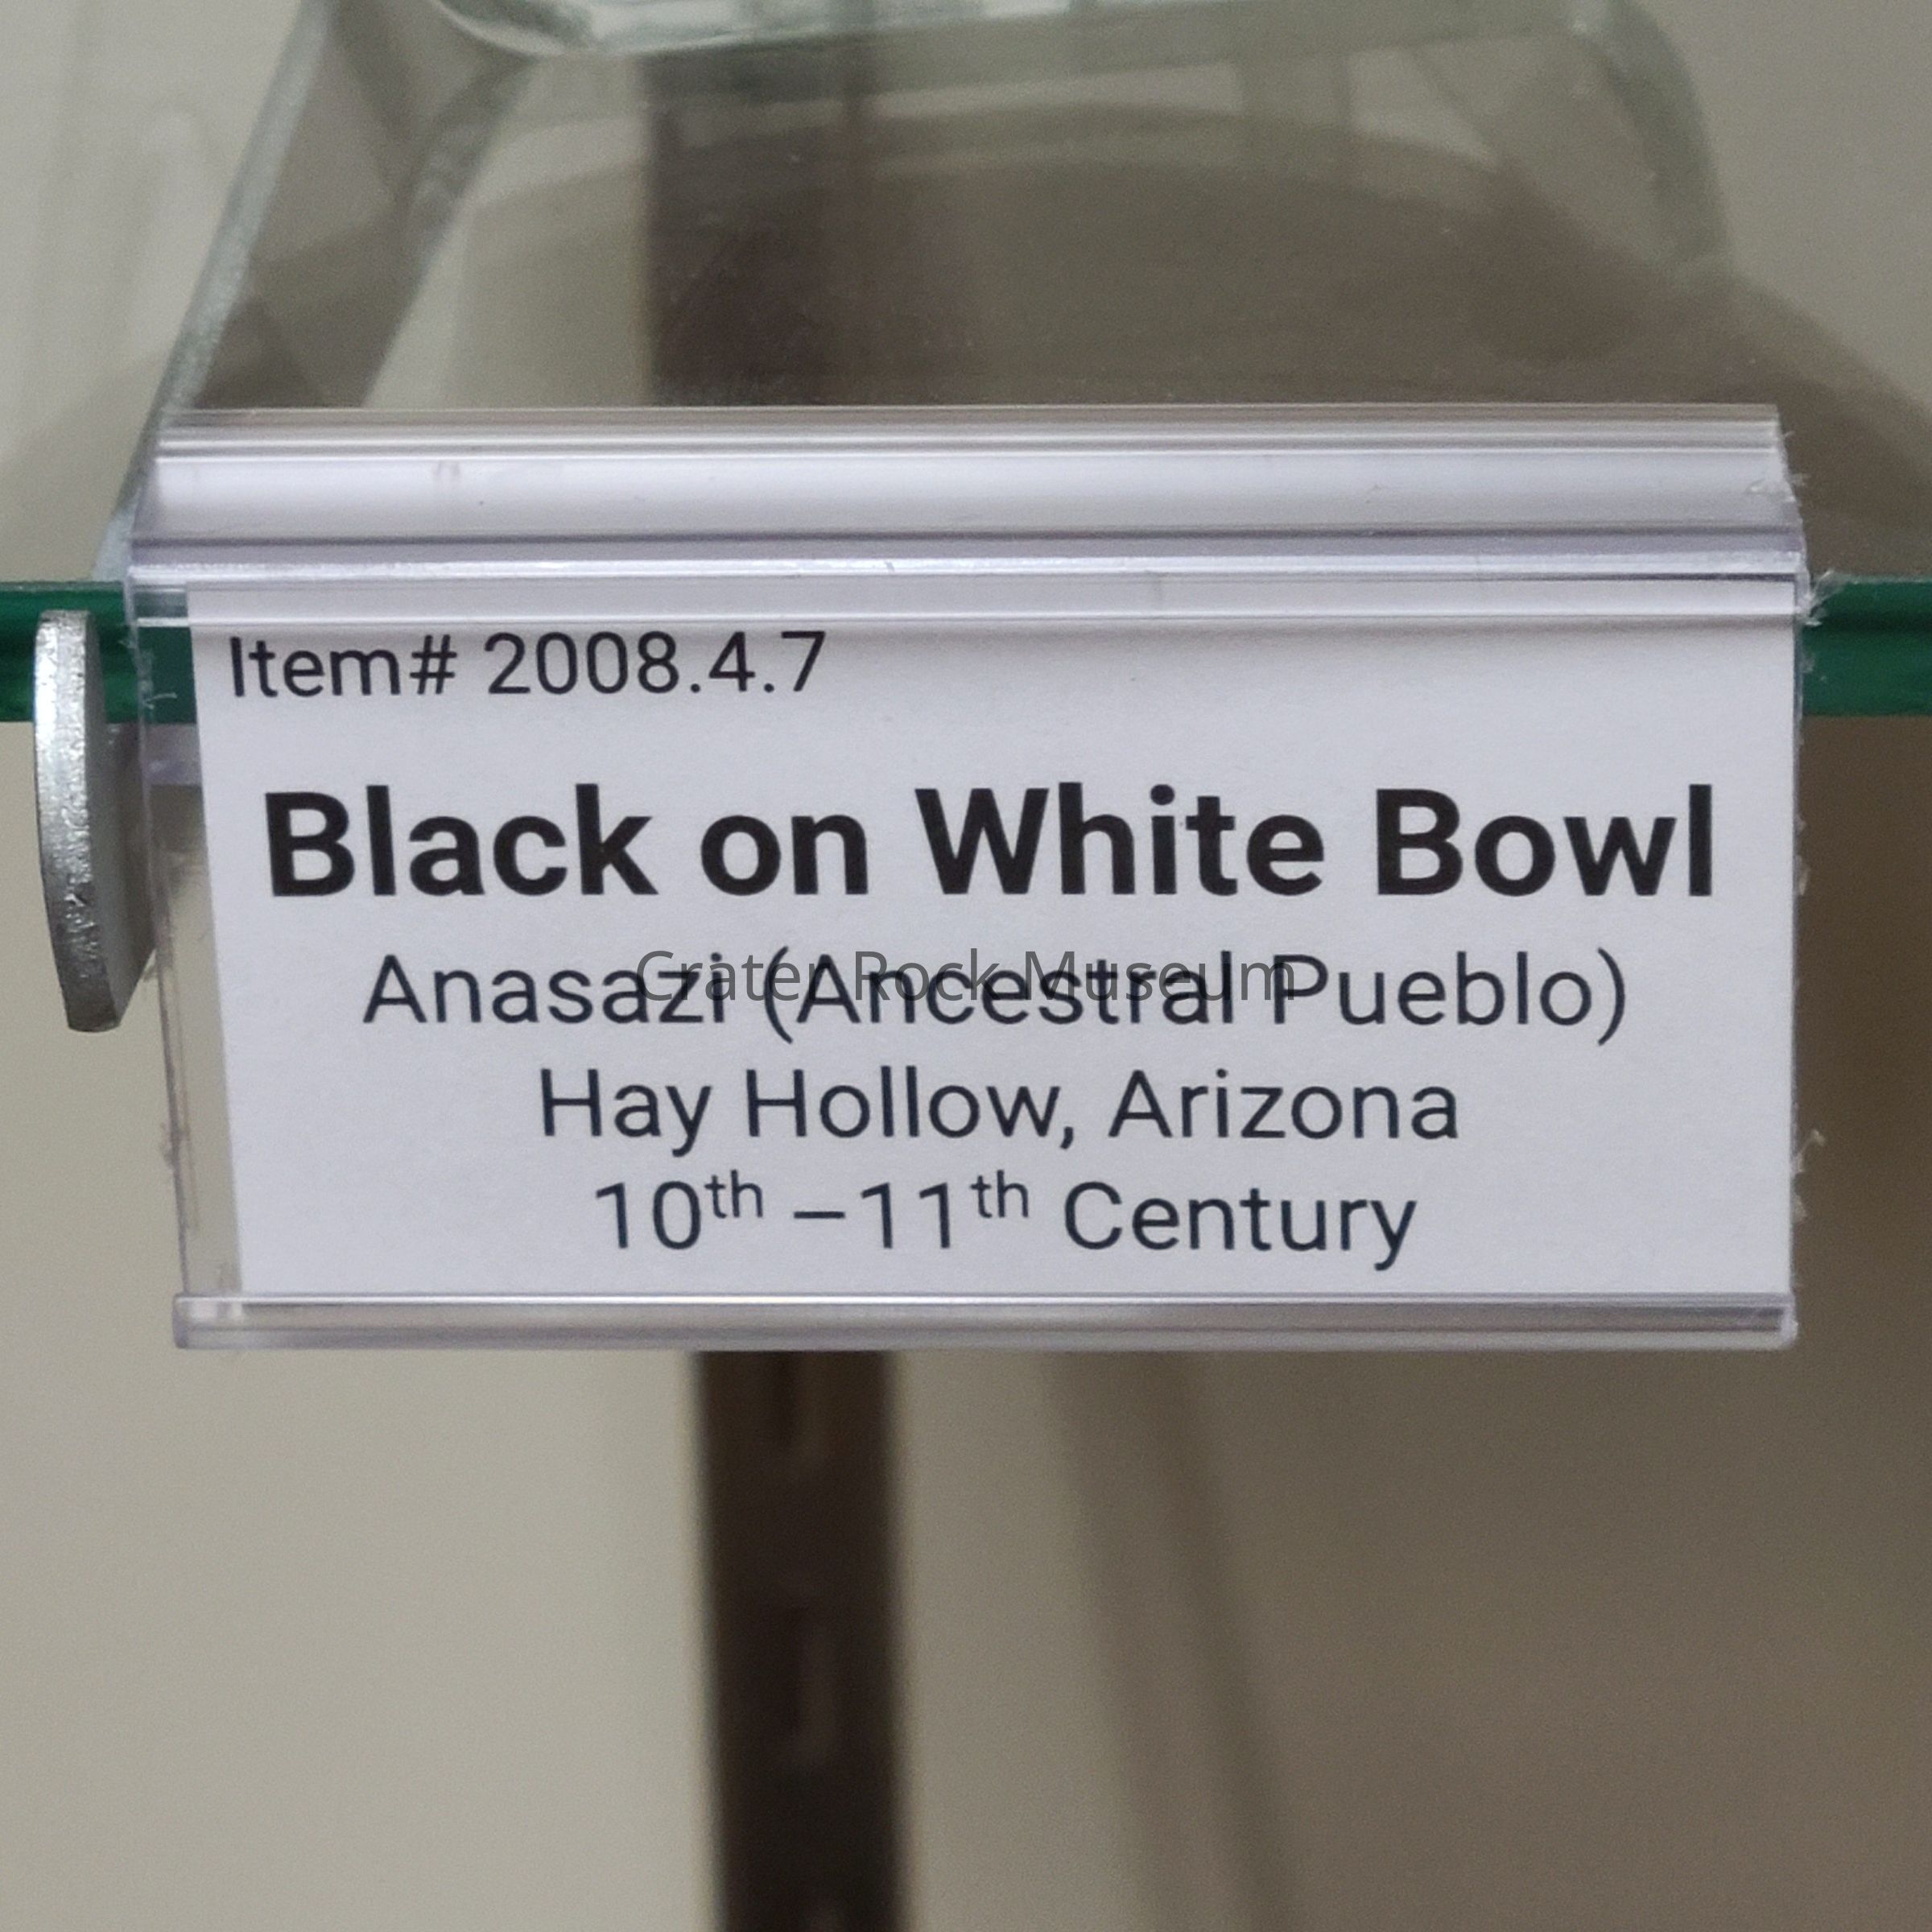 Item# 2008.4.7
Black on White Bowl
Anasazi (Ancestral Pueblo)
Crater Rock Museum
Hay Hollow, Arizona
10th –11th Century